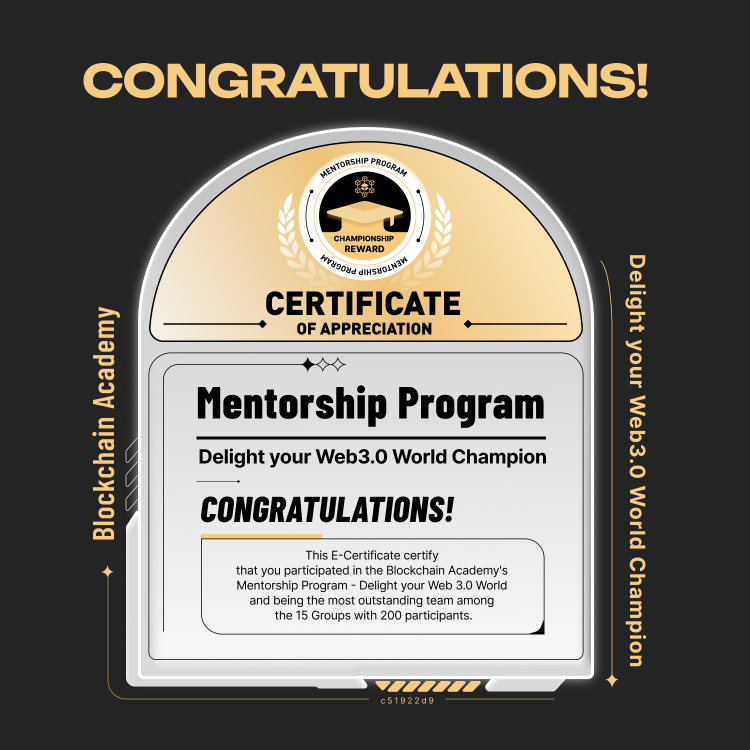 CONGRATULATIONS!
MENTORSHIP PROGRAM
CHAMPIONSHIP
REWARD
MENTORSHIP PROGRAM
CERTIFICATE
OF APPRECIATION
Blockchain Academy
Delight your Web3.0 World Champion
Mentorship Program
Delight your Web3.0 World Champion
CONGRATULATIONS!
This E-Certificate certify
that you participated in the Blockchain Academy's
Mentorship Program - Delight your Web 3.0 World
and being the most outstanding team among
the 15 Groups with 200 participants.
c51922d9